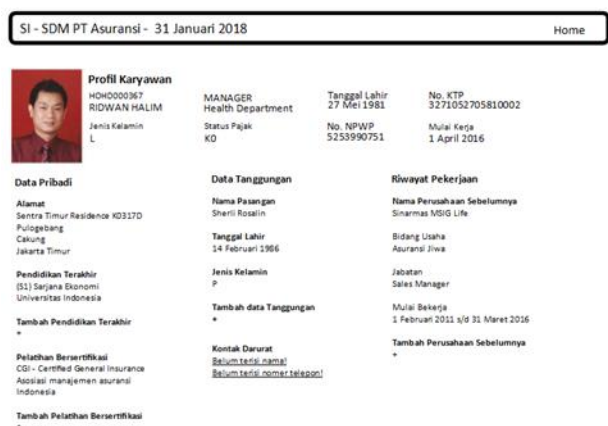 SI - SDM PT Asuransi - 31 Januari 2018
Home
Profil Karyawan
HOHO000367
RIDWAN HALIM
MANAGER
Health Department
Tanggal Lahir
27 Mei 1981
No. KTP
3271052705810002
Jenis Kelamin
L
Status Pajak
K0
No. NPWP
5253990751
Mulai Kerja
1 April 2016
Data Pribadi
Alamat
Sentra Timur Residence K0317D
Pulogebang
Cakung
Jakarta Timur
Pendidikan Terakhir
(S1) Sarjana Ekonomi
Universitas Indonesia
Tambah Pendidikan Terakhir
+
Pelatihan Bersertifikasi
CGI - Certified General Insurance
Asosiasi manajemen asuransi
Indonesia
Tambah Pelatihan Bersertifikasi
Data Tanggungan
Nama Pasangan
Sherli Rosalin
Tanggal Lahir
14 Februari 1986
Jenis Kelamin
P
Tambah data Tanggungan
+
Kontak Darurat
Belum terisi nama!
Belum terisi nomer telepon!
Riwayat Pekerjaan
Nama Perusahaan Sebelumnya
Sinarmas MSIG Life
Bidang Usaha
Asuransi Jiwa
Jabatan
Sales Manager
Mulai Bekerja
1 Februari 2011 s/d 31 Maret 2016
Tambah Perusahaan Sebelumnya
+